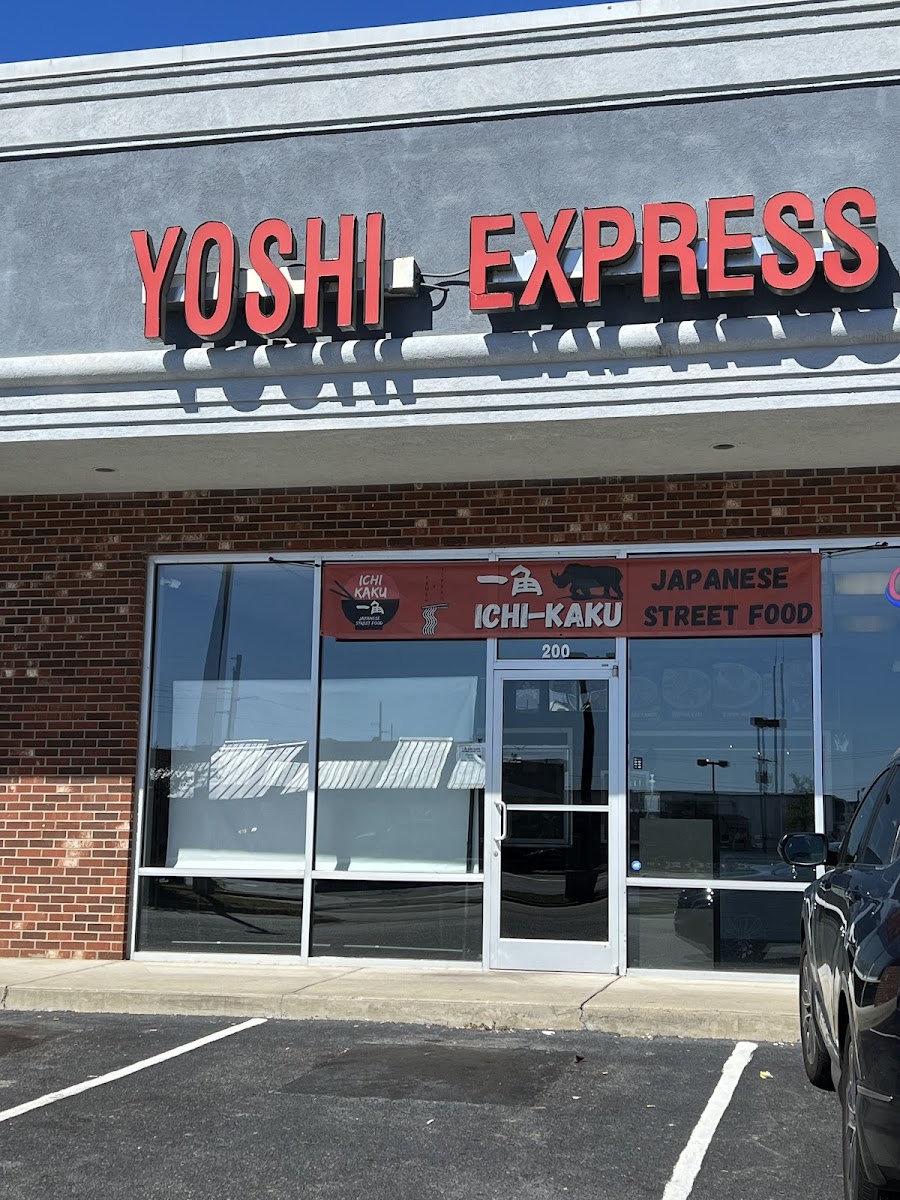 YOSHI EXPRESS
ICHI
KAKU
一角
JAPANESE
STREET FOOD
一角
ICHI-KAKU
JAPANESE
STREET FOOD
200